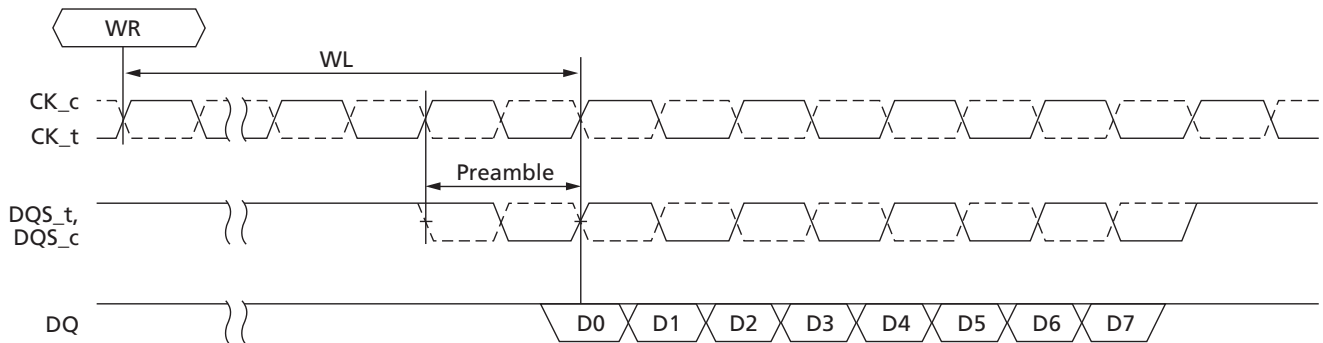 WR
WL
CK_c
CK_t
Preamble
DQS_t,
DQS_c
DQ
D0
D1
D2
D3
D4
D5
D6
D7